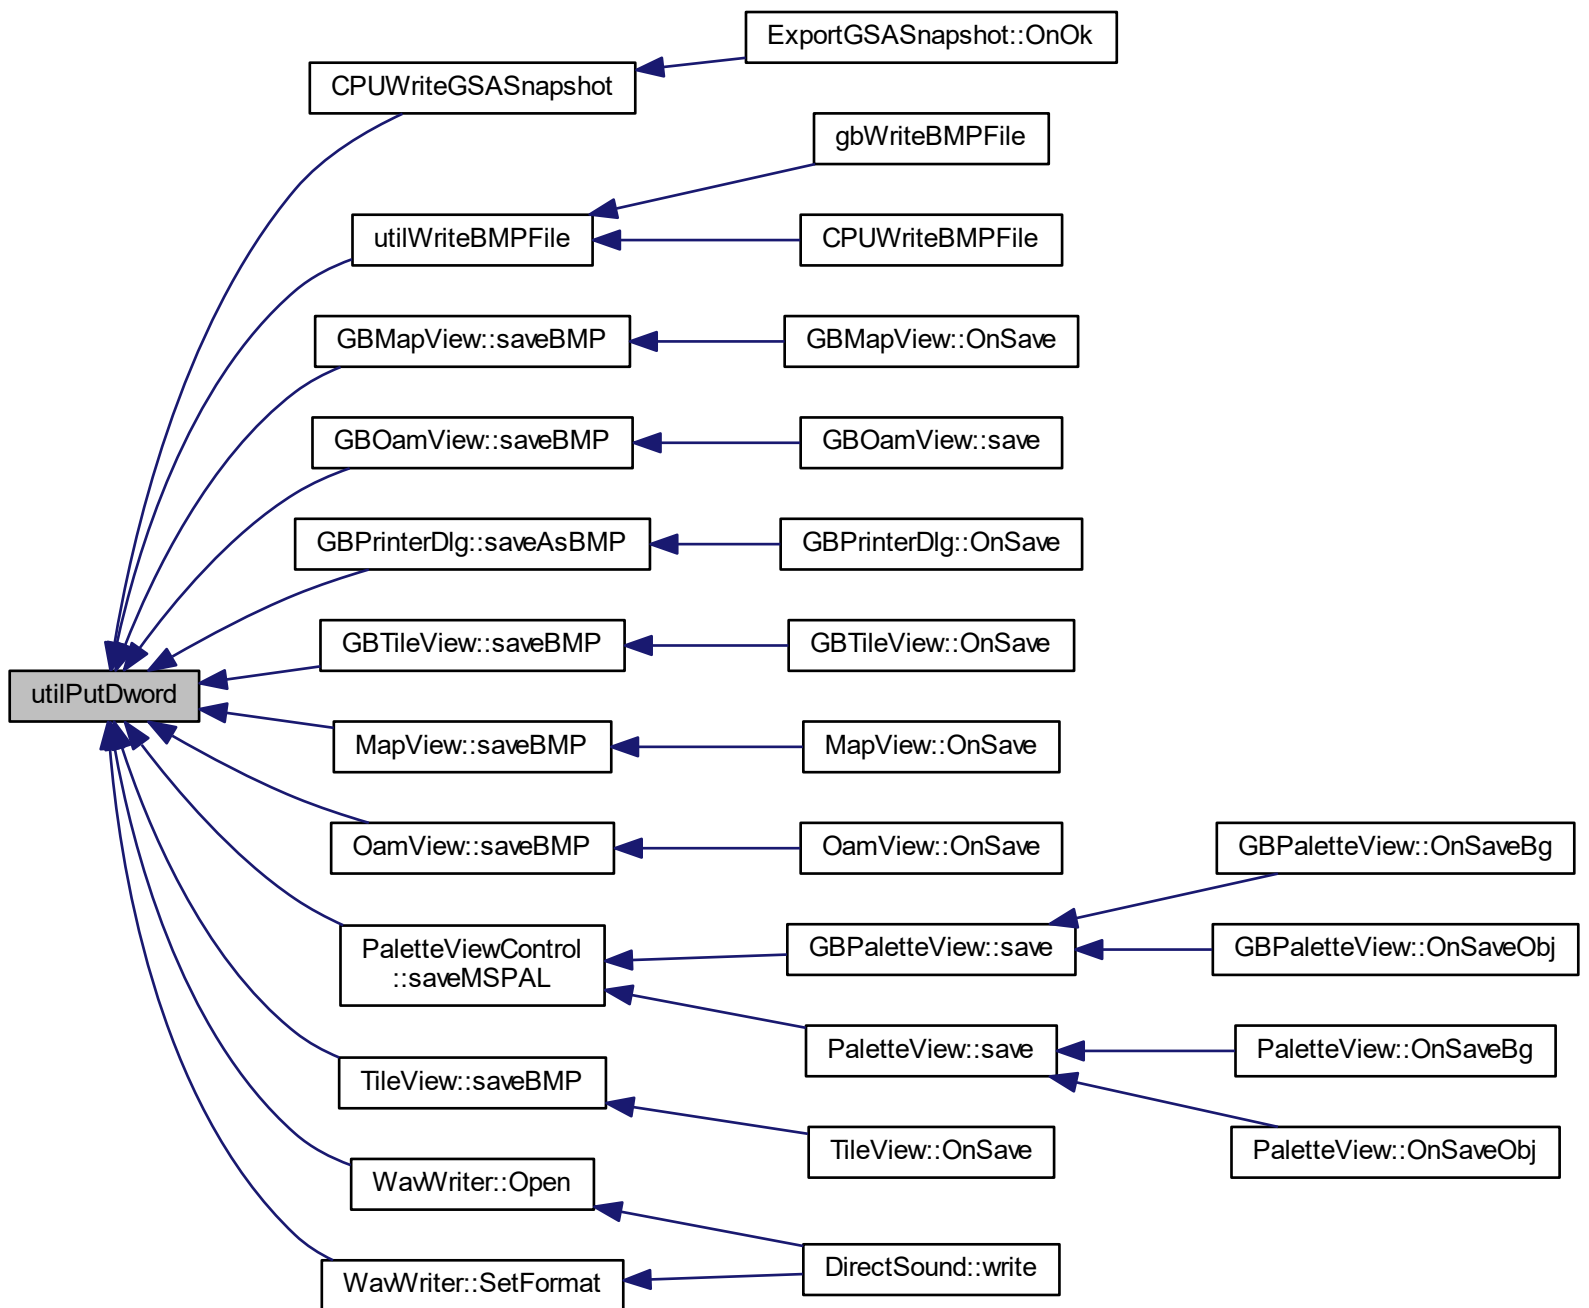 ExportGSASnapshot::OnOk
CPUWriteGSASnapshot
gbWriteBMPFile
utilWriteBMPFile
CPUWriteBMPFile
GBMapView::saveBMP
GBMapView::OnSave
GBOamView::saveBMP
GBOamView::save
GBPrinterDlg::saveAsBMP
GBPrinterDlg::OnSave
GBTileView::saveBMP
GBTileView::OnSave
utilPutDword
MapView::saveBMP
MapView::OnSave
OamView::saveBMP
OamView::OnSave
GBPaletteView::OnSaveBg
PaletteViewControl
::saveMSPAL
GBPaletteView::save
GBPaletteView::OnSaveObj
PaletteView::save
PaletteView::OnSaveBg
TileView::saveBMP
TileView::OnSave
PaletteView::OnSaveObj
WavWriter::Open
DirectSound::write
WavWriter::SetFormat